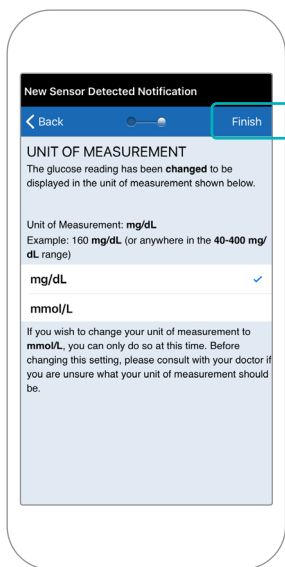 New Sensor Detected Notification
Back
Finish
UNIT OF MEASUREMENT
The glucose reading has been changed to be
displayed in the unit of measurement shown below.
Unit of Measurement: mg/dL
Example: 160 mg/dL (or anywhere in the 40-400 mg/
dL range)
mg/dL
mmol/L
If you wish to change your unit of measurement to
mmol/L, you can only do so at this time. Before
changing this setting, please consult with your doctor if
you are unsure what your unit of measurement should
be.